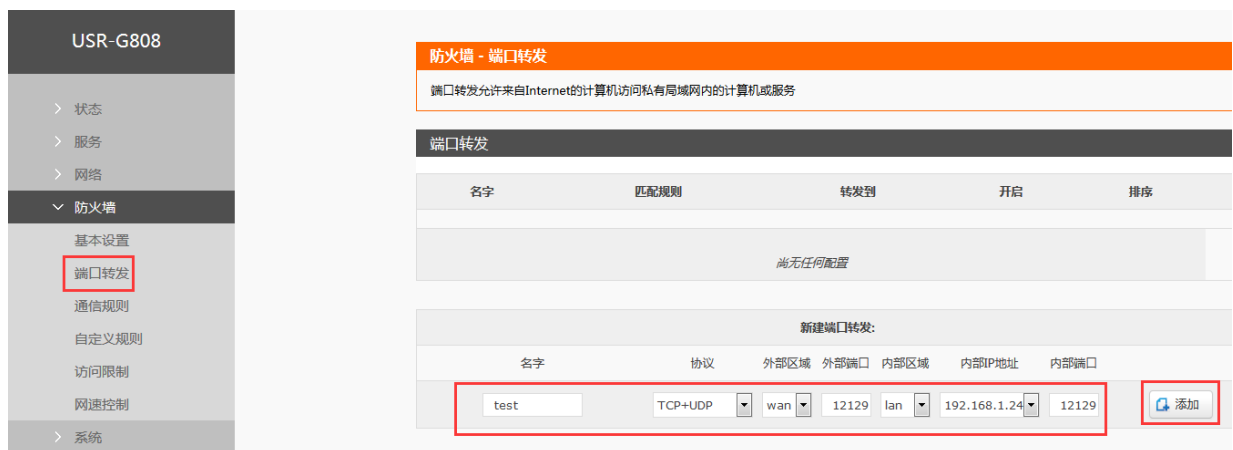 USR-G808
状态
服务
网络
防火墙
基本设置
端口转发
通信规则
自定义规则
访问限制
网速控制
系统
防火墙 - 端口转发
端口转发允许来自Internet的计算机访问私有局域网内的计算机或服务
端口转发
名字 匹配规则 转发到 开启 排序
尚无任何配置
新建端口转发:
名字 协议 外部区域 外部端口 内部区域 内部IP地址 内部端口
test TCP+UDP wan 12129 lan 192.168.1.24 12129 添加